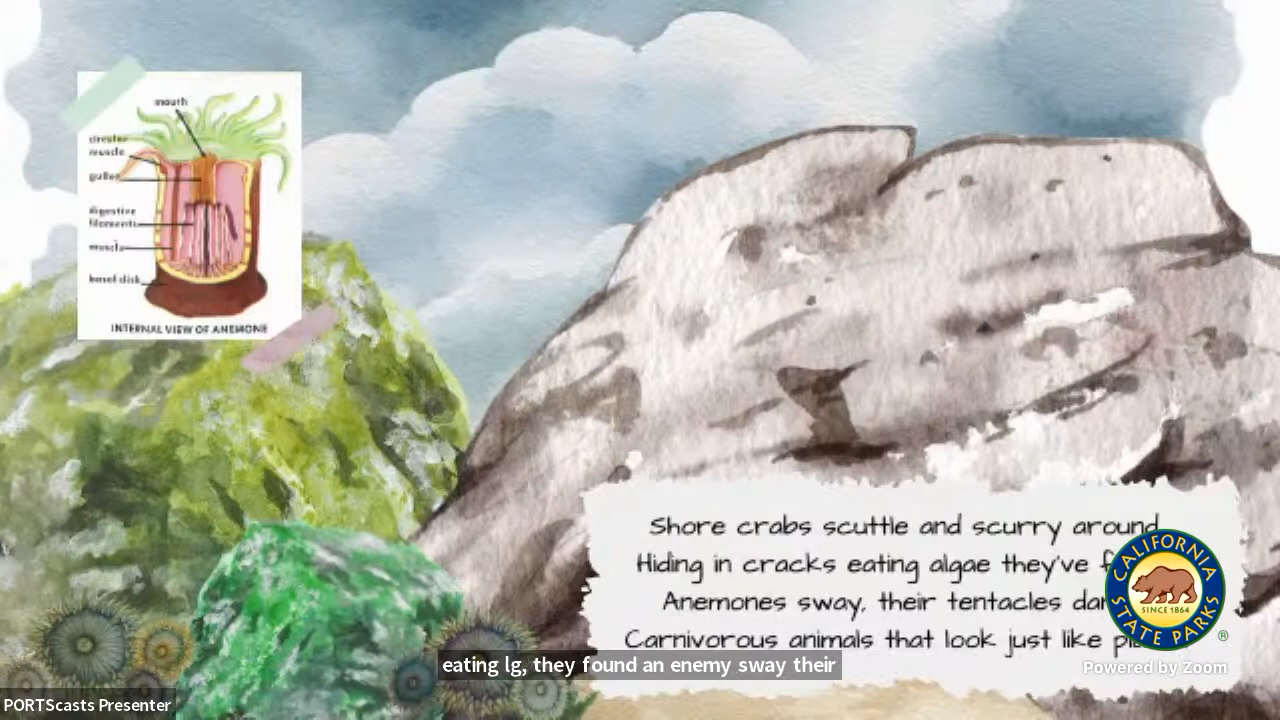 mouth
circular
muscle
gullet
digestive
filaments
muscle
basal disk
INTERNAL VIEW OF ANEMONE
Shore crabs scuttle and scurry around
Hiding in cracks eating algae they've
Anemones sway, their tentacles
Carnivorous animals that look just like
CALIFORNIA
STATE PARKS
SINCE 1864
®
eating lg, they found an enemy sway their
Powered by Zoom
PORTScasts Presenter